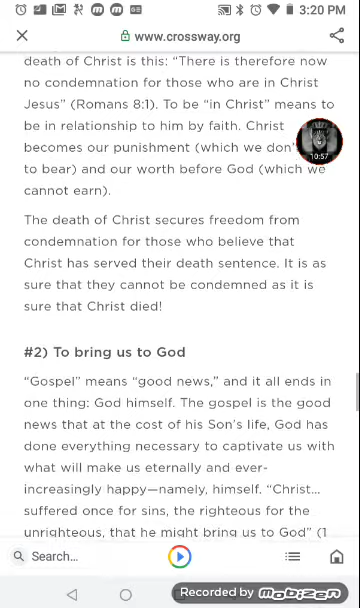 3:20 PM
www.crossway.org
death of Christ is this: “There is therefore now
no condemnation for those who are in Christ
Jesus” (Romans 8:1). To be “in Christ” means to
be in relationship to him by faith. Christ
becomes our punishment (which we
10:57
to bear) and our worth before God (which we
cannot earn).
The death of Christ secures freedom from
condemnation for those who believe that
Christ has served their death sentence. It is as
sure that they cannot be condemned as it is
sure that Christ died!
#2) To bring us to God
“Gospel” means “good news,” and it all ends in
one thing: God himself. The gospel is the good
news that at the cost of his Son’s life, God has
done everything necessary to captivate us with
what will make us eternally and ever-
increasingly happy—namely, himself. “Christ...
suffered once for sins, the righteous for the
unrighteous, that he might bring us to God” (1
Search...
Recorded by MOBIZEN